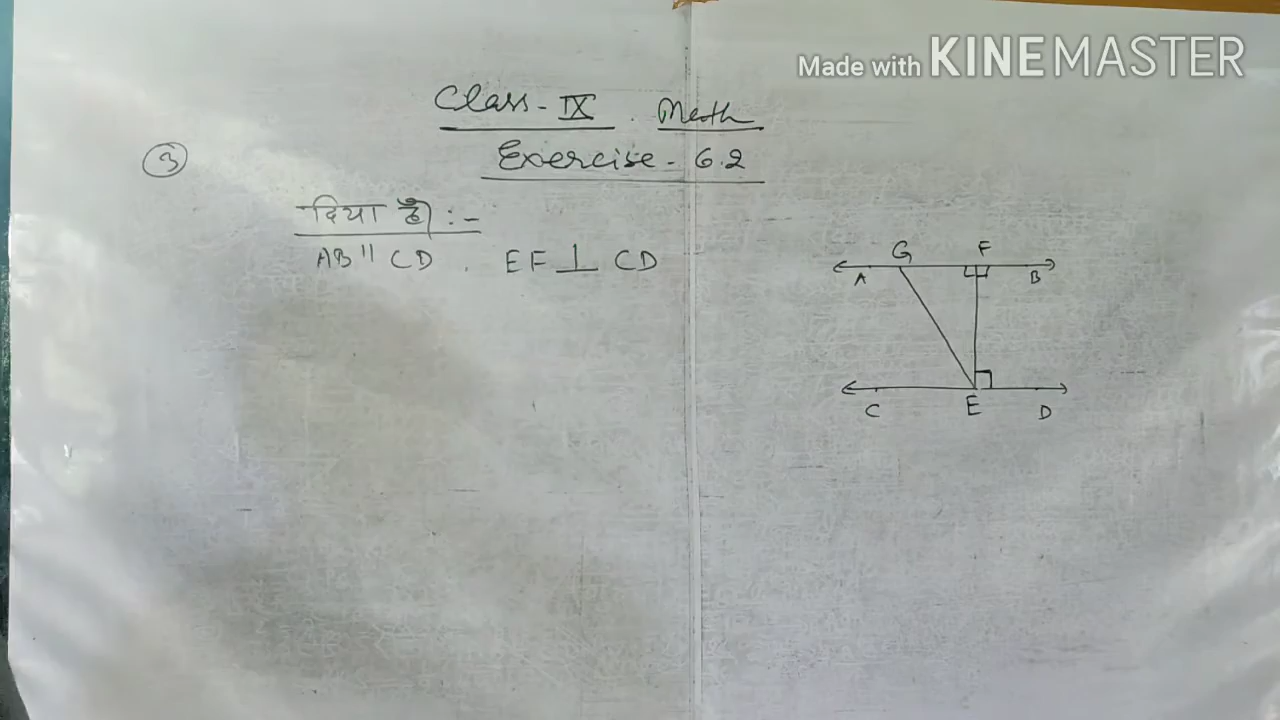 Made with KINEMASTER
Class - IX . Math
Exercise - 6.2
③
दिया है :-
AB || CD . EF ⊥ CD
G F
A B
C E D